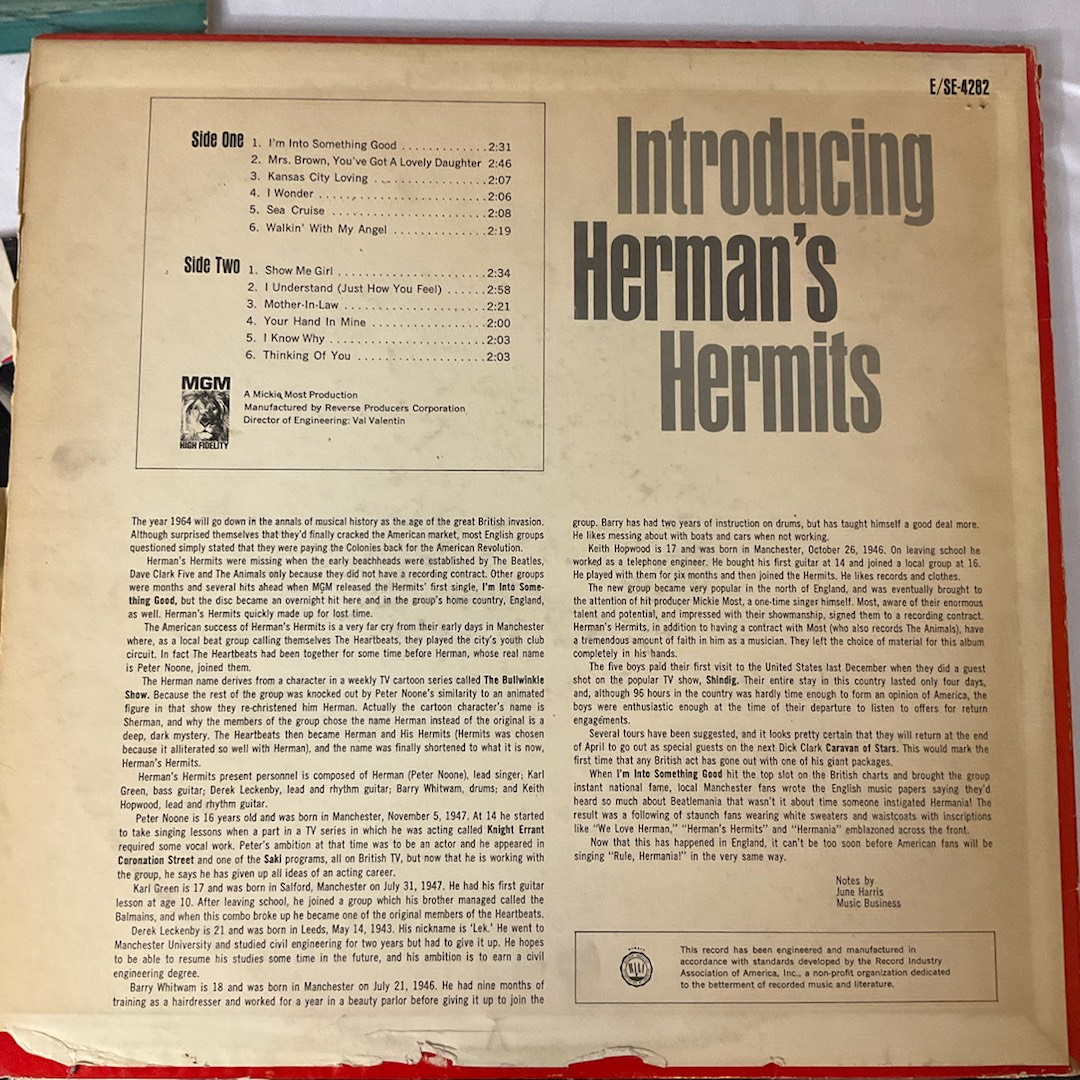 E/SE-4282
Introducing
Herman's
Hermits
Side One 1. I'm Into Something Good . . . . . . . . . . . . . 2:31
2. Mrs. Brown, You've Got A Lovely Daughter 2:46
3. Kansas City Loving . . . . . . . . . . . . . . . . . 2:07
4. I Wonder . . . . . . . . . . . . . . . . . . . . . . . . . 2:06
5. Sea Cruise . . . . . . . . . . . . . . . . . . . . . . . 2:08
6. Walkin' With My Angel . . . . . . . . . . . . . . 2:19
Side Two 1. Show Me Girl . . . . . . . . . . . . . . . . . . . . . . 2:34
2. I Understand (Just How You Feel) . . . . . . 2:58
3. Mother-In-Law . . . . . . . . . . . . . . . . . . . . . 2:21
4. Your Hand In Mine . . . . . . . . . . . . . . . . . 2:00
5. I Know Why . . . . . . . . . . . . . . . . . . . . . . . 2:03
6. Thinking Of You . . . . . . . . . . . . . . . . . . . 2:03
MGM
HIGH FIDELITY
A Mickie Most Production
Manufactured by Reverse Producers Corporation
Director of Engineering: Val Valentin
The year 1964 will go down in the annals of musical history as the age of the great British invasion.
Although surprised themselves that they'd finally cracked the American market, most English groups
questioned simply stated that they were paying the Colonies back for the American Revolution.
Herman's Hermits were missing when the early beachheads were established by The Beatles,
Dave Clark Five and The Animals only because they did not have a recording contract. Other groups
were months and several hits ahead when MGM released the Hermits' first single, I'm Into Some-
thing Good, but the disc became an overnight hit here and in the group's home country, England,
as well. Herman's Hermits quickly made up for lost time.
The American success of Herman's Hermits is a very far cry from their early days in Manchester
where, as a local beat group calling themselves The Heartbeats, they played the city's youth club
circuit. In fact The Heartbeats had been together for some time before Herman, whose real name
is Peter Noone, joined them.
The Herman name derives from a character in a weekly TV cartoon series called The Bullwinkle
Show. Because the rest of the group was knocked out by Peter Noone's similarity to an animated
figure in that show they re-christened him Herman. Actually the cartoon character's name is
Sherman, and why the members of the group chose the name Herman instead of the original is a
deep, dark mystery. The Heartbeats then became Herman and His Hermits (Hermits was chosen
because it alliterated so well with Herman), and the name was finally shortened to what it is now,
Herman's Hermits.
Herman's Hermits present personnel is composed of Herman (Peter Noone), lead singer; Karl
Green, bass guitar; Derek Leckenby, lead and rhythm guitar; Barry Whitwam, drums; and Keith
Hopwood, lead and rhythm guitar.
Peter Noone is 16 years old and was born in Manchester, November 5, 1947. At 14 he started
to take singing lessons when a part in a TV series in which he was acting called Knight Errant
required some vocal work. Peter's ambition at that time was to be an actor and he appeared in
Coronation Street and one of the Saki programs, all on British TV, but now that he is working with
the group, he says he has given up all ideas of an acting career.
Karl Green is 17 and was born in Salford, Manchester on July 31, 1947. He had his first guitar
lesson at age 10. After leaving school, he joined a group which his brother managed called the
Balmains, and when this combo broke up he became one of the original members of the Heartbeats.
Derek Leckenby is 21 and was born in Leeds, May 14, 1943. His nickname is 'Lek.' He went to
Manchester University and studied civil engineering for two years but had to give it up. He hopes
to be able to resume his studies some time in the future, and his ambition is to earn a civil
engineering degree.
Barry Whitwam is 18 and was born in Manchester on July 21, 1946. He had nine months of
training as a hairdresser and worked for a year in a beauty parlor before giving it up to join the
group. Barry has had two years of instruction on drums, but has taught himself a good deal more.
He likes messing about with boats and cars when not working.
Keith Hopwood is 17 and was born in Manchester, October 26, 1946. On leaving school he
worked as a telephone engineer. He bought his first guitar at 14 and joined a local group at 16.
He played with them for six months and then joined the Hermits. He likes records and clothes.
The new group became very popular in the north of England, and was eventually brought to
the attention of hit-producer Mickie Most, a one-time singer himself. Most, aware of their enormous
talent and potential, and impressed with their showmanship, signed them to a recording contract.
Herman's Hermits, in addition to having a contract with Most (who also records The Animals), have
a tremendous amount of faith in him as a musician. They left the choice of material for this album
completely in his hands.
The five boys paid their first visit to the United States last December when they did a guest
shot on the popular TV show, Shindig. Their entire stay in this country lasted only four days,
and, although 96 hours in the country was hardly time enough to form an opinion of America, the
boys were enthusiastic enough at the time of their departure to listen to offers for return
engagements.
Several tours have been suggested, and it looks pretty certain that they will return at the end
of April to go out as special guests on the next Dick Clark Caravan of Stars. This would mark the
first time that any British act has gone out with one of his giant packages.
When I'm Into Something Good hit the top slot on the British charts and brought the group
instant national fame, local Manchester fans wrote the English music papers saying they'd
heard so much about Beatlemania that wasn't it about time someone instigated Hermania! The
result was a following of staunch fans wearing white sweaters and waistcoats with inscriptions
like "We Love Herman," "Herman's Hermits" and "Hermania" emblazoned across the front.
Now that this has happened in England, it can't be too soon before American fans will be
singing "Rule, Hermania!" in the very same way.
Notes by
June Harris
Music Business
RIAA
This record has been engineered and manufactured in
accordance with standards developed by the Record Industry
Association of America, Inc., a non-profit organization dedicated
to the betterment of recorded music and literature.